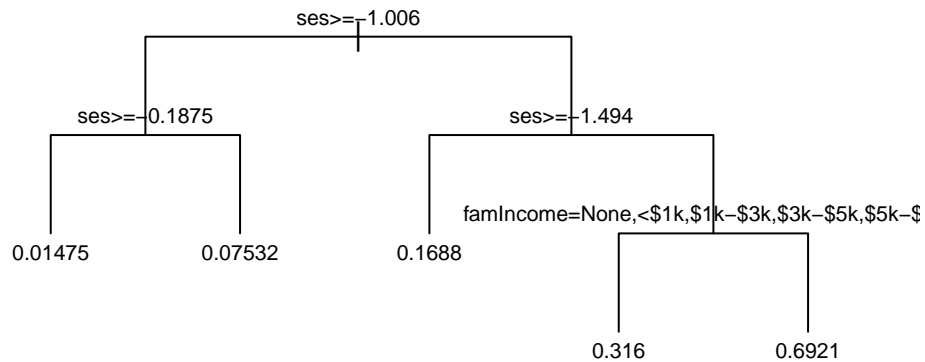 ses>=−1.006
ses>=−0.1875
ses>=−1.494
famIncome=None,<$1k,$1k−$3k,$3k−$5k,$5k−$
0.01475
0.07532
0.1688
0.316
0.6921